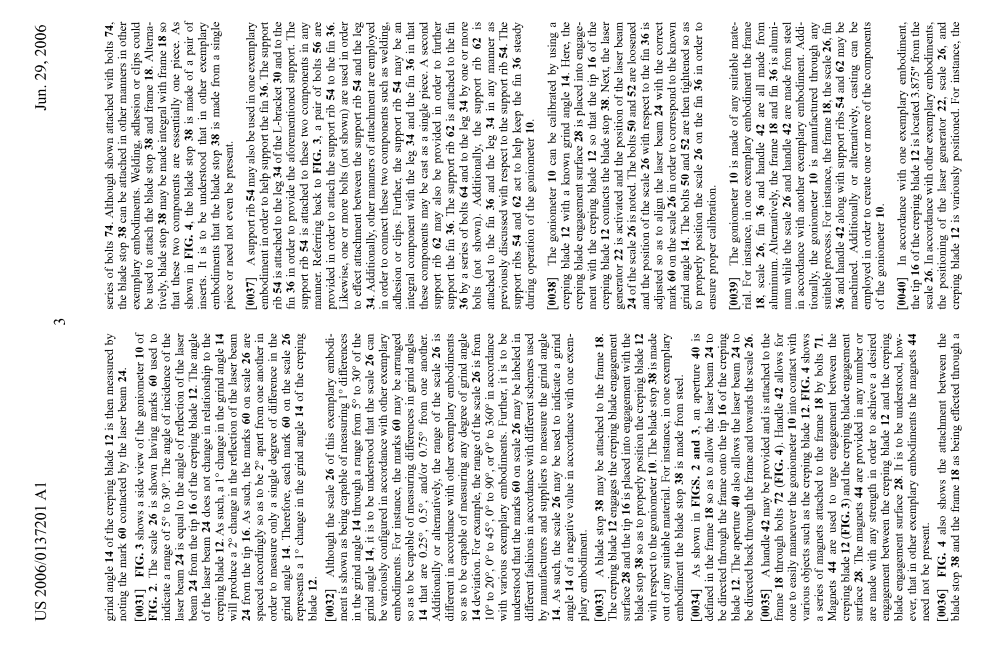 US 2006/0137201 A1
Jun. 29, 2006
3
grind angle 14 of the creping blade 12 is then measured by
noting the mark 60 contacted by the laser beam 24.
[0031] FIG. 3 shows a side view of the goniometer 10 of
FIG. 2. The scale 26 is shown having marks 60 used to
indicate a range of 5° to 30°. The angle of incidence of the
laser beam 24 is equal to the angle of reflection of the laser
beam 24 from the tip 16 of the creping blade 12. The angle
of the laser beam 24 does not change in relationship to the
creping blade 12. As such, a 1° change in the grind angle 14
will produce a 2° change in the reflection of the laser beam
24 from the tip 16. As such, the marks 60 on scale 26 are
spaced accordingly so as to be 2° apart from one another in
order to measure only a single degree of difference in the
grind angle 14. Therefore, each mark 60 on the scale 26
represents a 1° change in the grind angle 14 of the creping
blade 12.
[0032] Although the scale 26 of this exemplary embodi-
ment is shown as being capable of measuring 1° differences
in the grind angle 14 through a range from 5° to 30° of the
grind angle 14, it is to be understood that the scale 26 can
be variously configured in accordance with other exemplary
embodiments. For instance, the marks 60 may be arranged
so as to be capable of measuring differences in grind angles
14 that are 0.25°, 0.5°, and/or 0.75° from one another.
Additionally or alternatively, the range of the scale 26 is
different in accordance with other exemplary embodiments
so as to be capable of measuring any degree of grind angle
14 deviation. For example, the range of the scale 26 is from
10° to 20°, 0° to 45°, 0° to 90°, or 0° to 360° in accordance
with various exemplary embodiments. Further, it is to be
understood that the marks 60 on scale 26 may be labeled in
different fashions in accordance with different schemes used
by manufacturers and suppliers to measure the grind angle
14. As such, the scale 26 may be used to indicate a grind
angle 14 of a negative value in accordance with one exem-
plary embodiment.
[0033] A blade stop 38 may be attached to the frame 18.
The creping blade 12 engages the creping blade engagement
surface 28 and the tip 16 is placed into engagement with the
blade stop 38 so as to properly position the creping blade 12
with respect to the goniometer 10. The blade stop 38 is made
out of any suitable material. For instance, in one exemplary
embodiment the blade stop 38 is made from steel.
[0034] As shown in FIGS. 2 and 3, an aperture 40 is
defined in the frame 18 so as to allow the laser beam 24 to
be directed through the frame onto the tip 16 of the creping
blade 12. The aperture 40 also allows the laser beam 24 to
be directed back through the frame and towards the scale 26.
[0035] A handle 42 may be provided and is attached to the
frame 18 through bolts 72 (FIG. 4). Handle 42 allows for
one to easily maneuver the goniometer 10 into contact with
various objects such as the creping blade 12. FIG. 4 shows
a series of magnets attached to the frame 18 by bolts 71.
Magnets 44 are used to urge engagement between the
creping blade 12 (FIG. 3) and the creping blade engagement
surface 28. The magnets 44 are provided in any number or
are made with any strength in order to achieve a desired
engagement between the creping blade 12 and the creping
blade engagement surface 28. It is to be understood, how-
ever, that in other exemplary embodiments the magnets 44
need not be present.
[0036] FIG. 4 also shows the attachment between the
blade stop 38 and the frame 18 as being effected through a
series of bolts 74. Although shown attached with bolts 74,
the blade stop 38 can be attached in other manners in other
exemplary embodiments. Welding, adhesion or clips could
be used to attach the blade stop 38 and frame 18. Alterna-
tively, blade stop 38 may be made integral with frame 18 so
that these two components are essentially one piece. As
shown in FIG. 4, the blade stop 38 is made of a pair of
inserts. It is to be understood that in other exemplary
embodiments that the blade stop 38 is made from a single
piece or need not even be present.
[0037] A support rib 54 may also be used in one exemplary
embodiment in order to help support the fin 36. The support
rib 54 is attached to the leg 34 of the L-bracket 30 and to the
fin 36 in order to provide the aforementioned support. The
support rib 54 is attached to these two components in any
manner. Referring back to FIG. 3, a pair of bolts 56 are
provided in order to attach the support rib 54 to the fin 36.
Likewise, one or more bolts (not shown) are used in order
to effect attachment between the support rib 54 and the leg
34. Additionally, other manners of attachment are employed
in order to connect these two components such as welding,
adhesion or clips. Further, the support rib 54 may be an
integral component with the leg 34 and the fin 36 in that
these components may be cast as a single piece. A second
support rib 62 may also be provided in order to further
support the fin 36. The support rib 62 is attached to the fin
36 by a series of bolts 64 and to the leg 34 by one or more
bolts (not shown). Additionally, the support rib 62 is
attached to the fin 36 and the leg 34 in any manner as
previously discussed with respect to the support rib 54. The
support ribs 54 and 62 act to help keep the fin 36 steady
during operation of the goniometer 10.
[0038] The goniometer 10 can be calibrated by using a
creping blade 12 with a known grind angle 14. Here, the
creping blade engagement surface 28 is placed into engage-
ment with the creping blade 12 so that the tip 16 of the
creping blade 12 contacts the blade stop 38. Next, the laser
generator 22 is activated and the position of the laser beam
24 of the scale 26 is noted. The bolts 50 and 52 are loosened
and the position of the scale 26 with respect to the fin 36 is
adjusted so as to align the laser beam 24 with the correct
mark 60 on scale 26 in order to correspond to the known
grind angle 14. The bolts 50 and 52 are then tightened so as
to properly position the scale 26 on the fin 36 in order to
ensure proper calibration.
[0039] The goniometer 10 is made of any suitable mate-
rial. For instance, in one exemplary embodiment the frame
18, scale 26, fin 36 and handle 42 are all made from
aluminum. Alternatively, the frame 18 and fin 36 is alumi-
num while the scale 26 and handle 42 are made from steel
in accordance with another exemplary embodiment. Addi-
tionally, the goniometer 10 is manufactured through any
suitable process. For instance, the frame 18, the scale 26, fin
36 and handle 42 along with support ribs 54 and 62 may be
machined. Additionally or alternatively, casting can be
employed in order to create one or more of the components
of the goniometer 10.
[0040] In accordance with one exemplary embodiment,
the tip 16 of the creping blade 12 is located 3.875" from the
scale 26. In accordance with other exemplary embodiments,
the positioning of the laser generator 22, scale 26, and
creping blade 12 is variously positioned. For instance, the